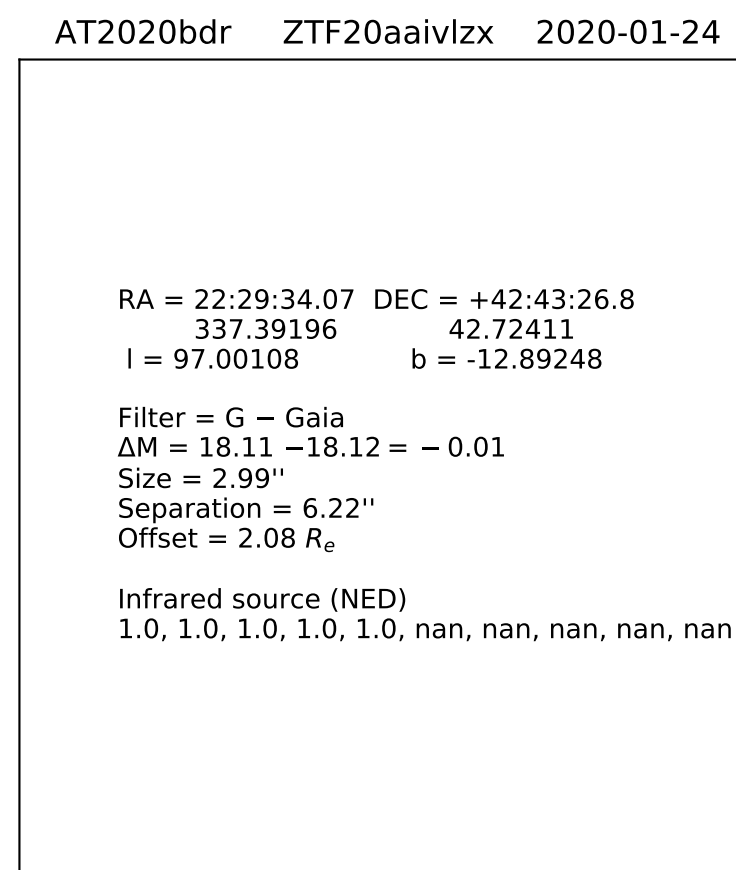 AT2020bdr ZTF20aaivlzx 2020-01-24
RA = 22:29:34.07 DEC = +42:43:26.8
337.39196 42.72411
l = 97.00108 b = -12.89248
Filter = G − Gaia
ΔM = 18.11 −18.12 = − 0.01
Size = 2.99''
Separation = 6.22''
Offset = 2.08 Re
Infrared source (NED)
1.0, 1.0, 1.0, 1.0, 1.0, nan, nan, nan, nan, nan